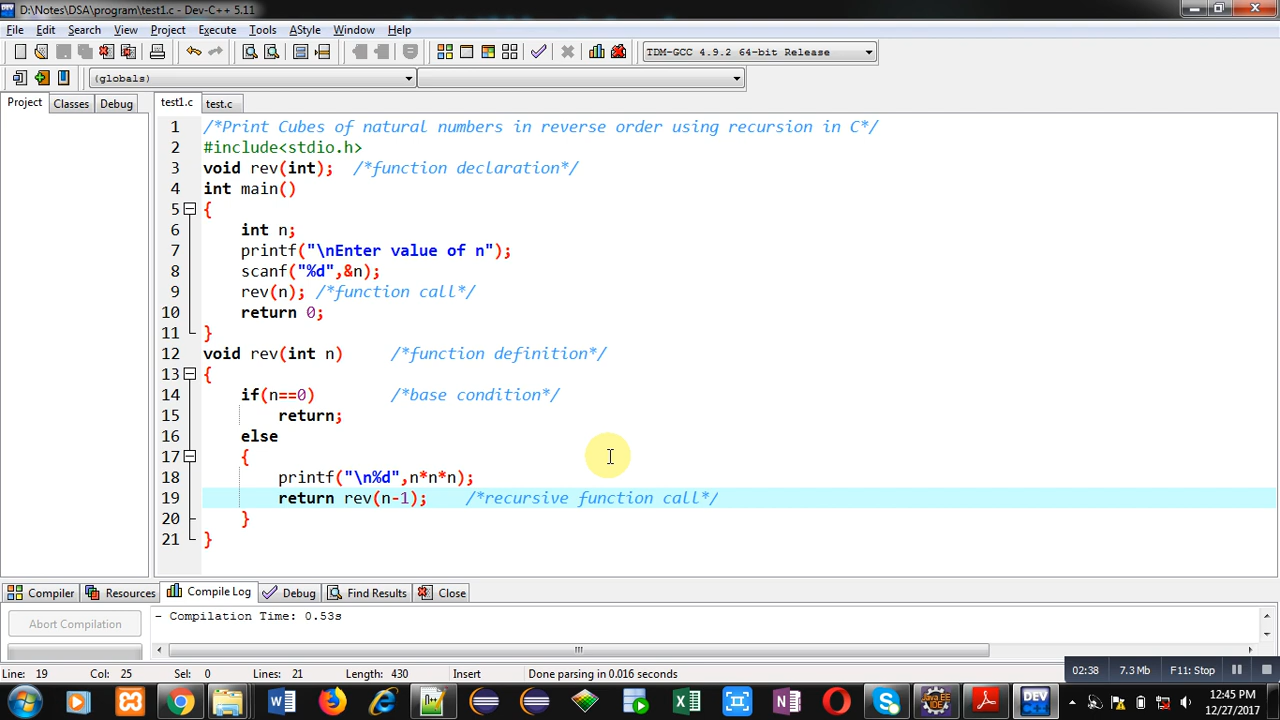 D:\Notes\DSA\program\test1.c - Dev-C++ 5.11
File Edit Search View Project Execute Tools AStyle Window Help
TDM-GCC 4.9.2 64-bit Release
(globals)
Project Classes Debug test1.c test.c
1 /*Print Cubes of natural numbers in reverse order using recursion in C*/
2 #include<stdio.h>
3 void rev(int); /*function declaration*/
4 int main()
5 {
6 int n;
7 printf("\nEnter value of n");
8 scanf("%d",&n);
9 rev(n); /*function call*/
10 return 0;
11 }
12 void rev(int n) /*function definition*/
13 {
14 if(n==0) /*base condition*/
15 return;
16 else
17 {
18 printf("\n%d",n*n*n);
19 return rev(n-1); /*recursive function call*/
20 }
21 }
Compiler Resources Compile Log Debug Find Results Close
Abort Compilation
- Compilation Time: 0.53s
Line: 19 Col: 25 Sel: 0 Lines: 21 Length: 430 Insert Done parsing in 0.016 seconds
02:38 7.3 Mb F11: Stop
12:45 PM
12/27/2017
DEV